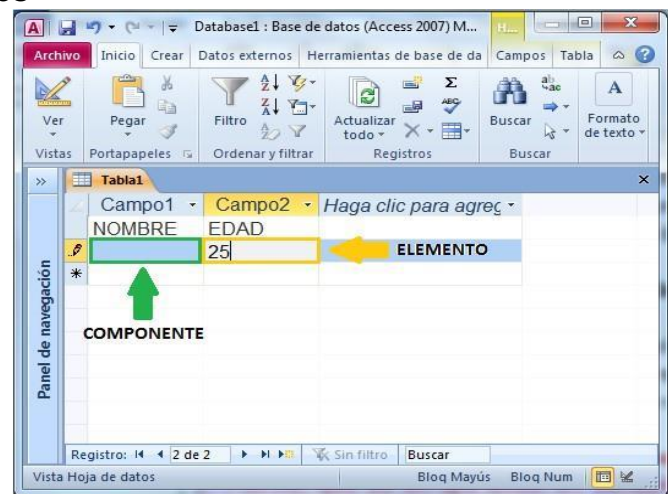 Database1 : Base de datos (Access 2007) M...
H...
Archivo Inicio Crear Datos externos Herramientas de base de da Campos Tabla
Ver
Pegar
Filtro
Actualizar todo
Buscar
Formato de texto
Vistas Portapapeles Ordenar y filtrar Registros Buscar
Tabla1
Campo1 Campo2 Haga clic para agreg
NOMBRE EDAD
25 ELEMENTO
COMPONENTE
Panel de navegación
Registro: 2 de 2 Sin filtro Buscar
Vista Hoja de datos Bloq Mayús Bloq Num